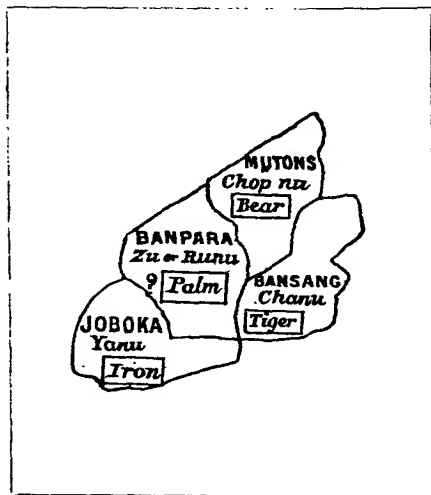 MUTONS
Chop nu
Bear
BANPARA
Zu or Runu
? Palm
BANSANG
Chanu
Tiger
JOBOKA
Yanu
Iron